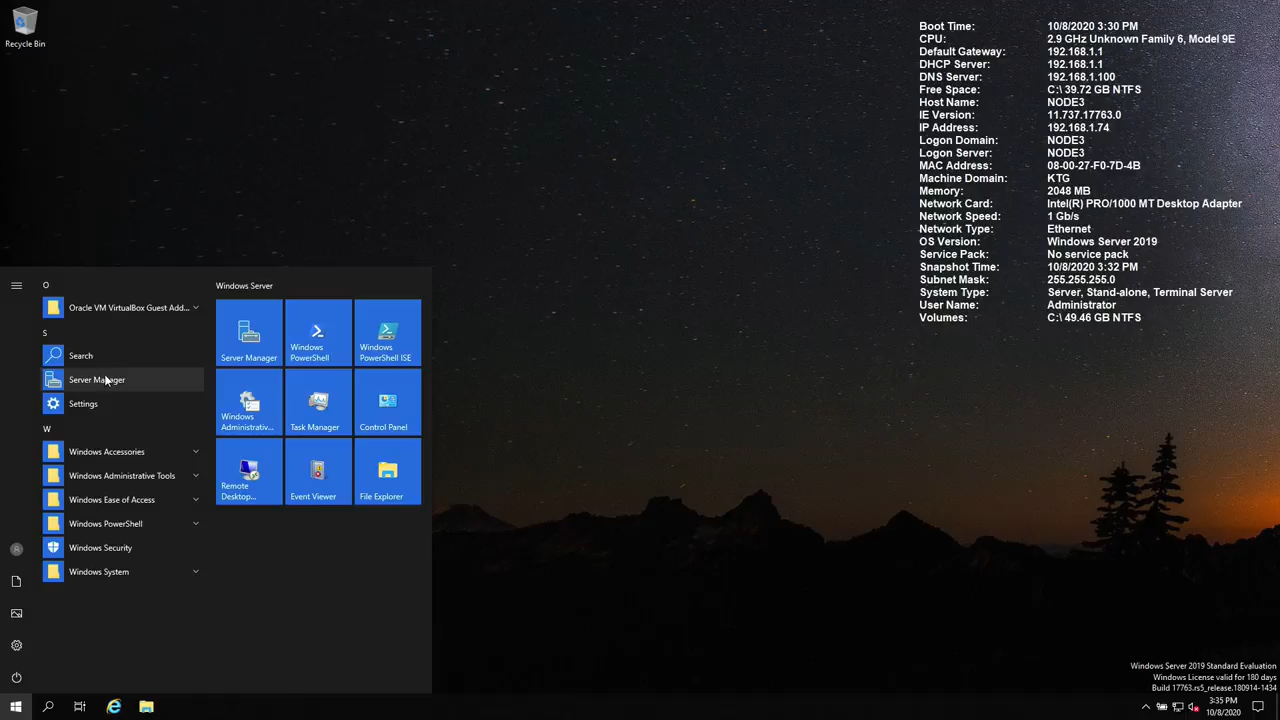 Recycle Bin
Boot Time: 10/8/2020 3:30 PM
CPU: 2.9 GHz Unknown Family 6, Model 9E
Default Gateway: 192.168.1.1
DHCP Server: 192.168.1.1
DNS Server: 192.168.1.100
Free Space: C:\ 39.72 GB NTFS
Host Name: NODE3
IE Version: 11.737.17763.0
IP Address: 192.168.1.74
Logon Domain: NODE3
Logon Server: NODE3
MAC Address: 08-00-27-F0-7D-4B
Machine Domain: KTG
Memory: 2048 MB
Network Card: Intel(R) PRO/1000 MT Desktop Adapter
Network Speed: 1 Gb/s
Network Type: Ethernet
OS Version: Windows Server 2019
Service Pack: No service pack
Snapshot Time: 10/8/2020 3:32 PM
Subnet Mask: 255.255.255.0
System Type: Server, Stand-alone, Terminal Server
User Name: Administrator
Volumes: C:\ 49.46 GB NTFS
O
Oracle VM VirtualBox Guest Add...
S
Search
Server Manager
Settings
W
Windows Accessories
Windows Administrative Tools
Windows Ease of Access
Windows PowerShell
Windows Security
Windows System
Windows Server
Server Manager
Windows
PowerShell
Windows
PowerShell ISE
Windows
Administrativ...
Task Manager
Control Panel
Remote
Desktop...
Event Viewer
File Explorer
Windows Server 2019 Standard Evaluation
Windows License valid for 180 days
Build 17763.rs5_release.180914-1434
3:35 PM
10/8/2020